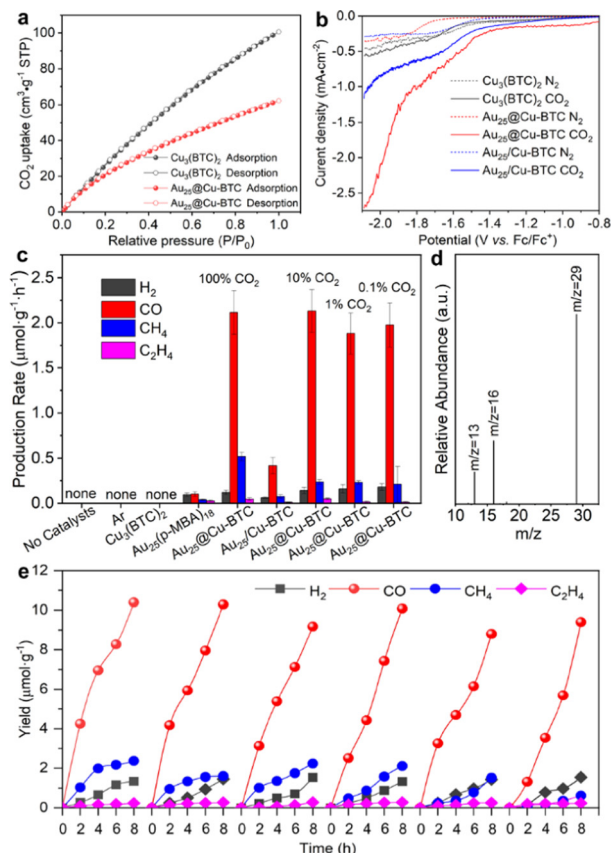 a
CO₂ uptake (cm³•g⁻¹ STP)
100
80
60
40
20
0
Cu₃(BTC)₂ Adsorption
Cu₃(BTC)₂ Desorption
Au₂₅@Cu-BTC Adsorption
Au₂₅@Cu-BTC Desorption
0.0 0.2 0.4 0.6 0.8 1.0
Relative pressure (P/P₀)
b
Curent density (mA•cm⁻²)
0.0
-0.5
-1.0
-1.5
-2.0
-2.5
Cu₃(BTC)₂ N₂
Cu₃(BTC)₂ CO₂
Au₂₅@Cu-BTC N₂
Au₂₅@Cu-BTC CO₂
Au₂₅/Cu-BTC N₂
Au₂₅/Cu-BTC CO₂
-2.0 -1.8 -1.6 -1.4 -1.2 -1.0 -0.8
Potential (V vs. Fc/Fc⁺)
c
Production Rate (μmol·g⁻¹·h⁻¹)
2.5
2.0
1.5
1.0
0.5
0.0
H₂
CO
CH₄
C₂H₄
100% CO₂
10% CO₂
1% CO₂
0.1% CO₂
none
none
none
No Catalysts
Ar
Cu₃(BTC)₂
Au₂₅(p-MBA)₁₈
Au₂₅@Cu-BTC
Au₂₅/Cu-BTC
Au₂₅@Cu-BTC
Au₂₅@Cu-BTC
Au₂₅@Cu-BTC
d
Relative Abundance (a.u.)
m/z=13
m/z=16
m/z=29
10 15 20 25 30
m/z
e
Yield (μmol·g⁻¹)
12
10
8
6
4
2
0
H₂ CO CH₄ C₂H₄
0 2 4 6 8 0 2 4 6 8 0 2 4 6 8 0 2 4 6 8 0 2 4 6 8 0 2 4 6 8
Time (h)